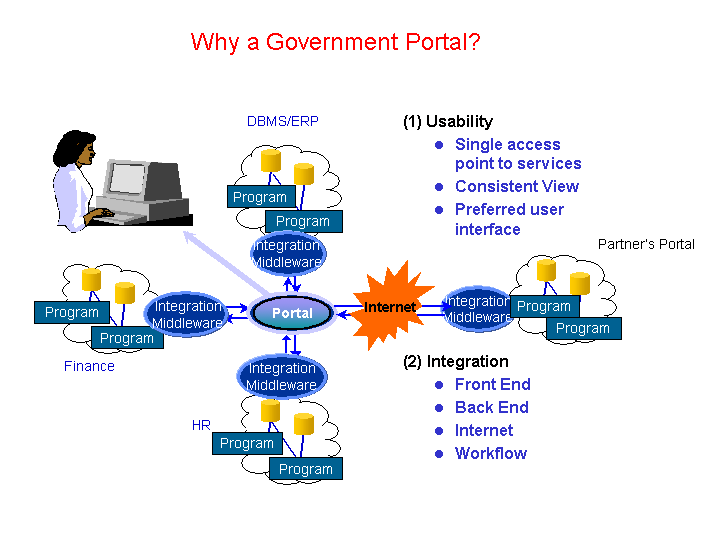 Why a Government Portal?
DBMS/ERP
(1) Usability
Single access
point to services
Consistent View
Preferred user
interface
Partner's Portal
Program
Program
Integration
Middleware
Program
Program
Integration
Middleware
Portal
Internet
Integration
Middleware
Program
Program
Finance
Integration
Middleware
HR
Program
Program
(2) Integration
Front End
Back End
Internet
Workflow